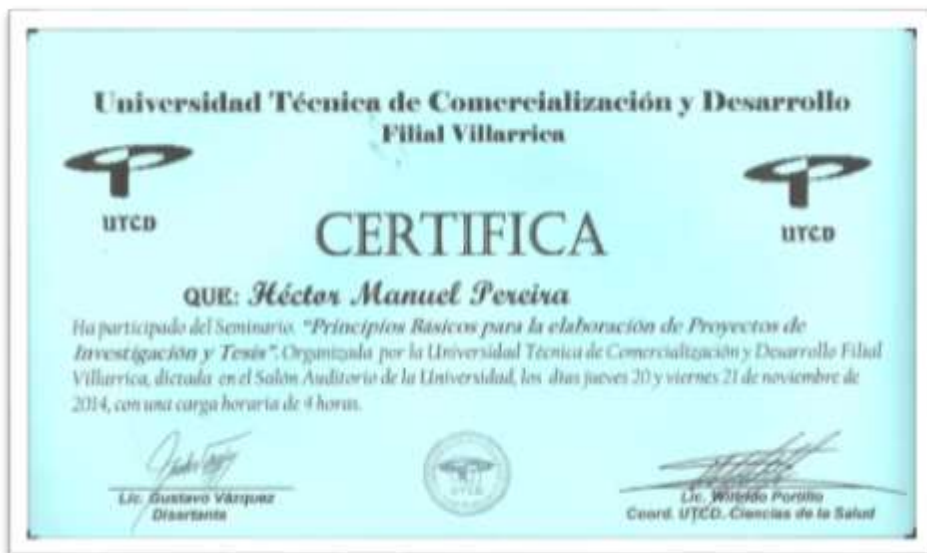 Universidad Técnica de Comercialización y Desarrollo
Filial Villarrica
UTCD
UTCD
CERTIFICA
QUE: Héctor Manuel Pereira
Ha participado del Seminario. "Principios Básicos para la elaboración de Proyectos de
Investigación y Tesis". Organizada por la Universidad Técnica de Comercialización y Desarrollo Filial
Villarrica, dictada en el Salón Auditorio de la Universidad, los días jueves 20 y viernes 21 de noviembre de
2014, con una carga horaria de 4 horas.
Lic. Gustavo Vázquez
Disertante
UTCD
Lic. Portillo
Coord. UTCD. Ciencias de la Salud